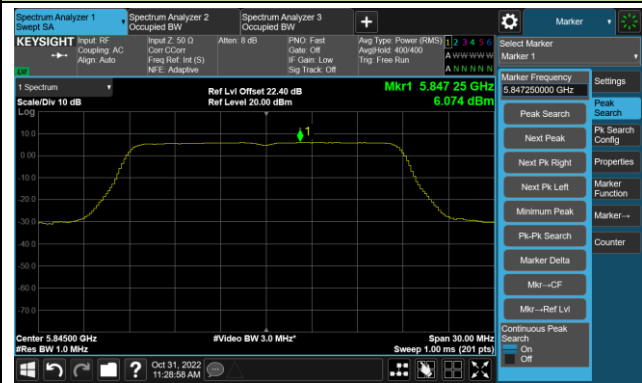 Spectrum Analyzer 1
Swept SA
Spectrum Analyzer 2
Occupied BW
Spectrum Analyzer 3
Occupied BW
Marker
KEYSIGHT
Input: RF
Coupling: AC
Align: Auto
Input Z: 50 Ω
Corr CCorr
Freq Ref: Int (S)
NFE: Adaptive
Atten: 8 dB
PNO: Fast
Gate: Off
IF Gain: Low
Sig Track: Off
Avg Type: Power (RMS)
Avg|Hold: 400/400
Trig: Free Run
1 2 3 4 5 6
A W W W W W
A N N N N N
Select Marker
Marker 1
LXI
1 Spectrum
Scale/Div 10 dB
Log
Ref Lvl Offset 22.40 dB
Ref Level 20.00 dBm
Mkr1 5.847 25 GHz
6.074 dBm
1
10.0
0.00
-10.0
-20.0
-30.0
-40.0
-50.0
-60.0
-70.0
Center 5.84500 GHz
#Res BW 1.0 MHz
#Video BW 3.0 MHz*
Span 30.00 MHz
Sweep 1.00 ms (201 pts)
Marker Frequency
5.847250000 GHz
Peak Search
Next Peak
Next Pk Right
Next Pk Left
Minimum Peak
Pk-Pk Search
Marker Delta
Mkr→CF
Mkr→Ref Lvl
Continuous Peak
Search
On
Off
Settings
Peak
Search
Pk Search
Config
Properties
Marker
Function
Marker→
Counter
Oct 31, 2022
11:28:58 AM